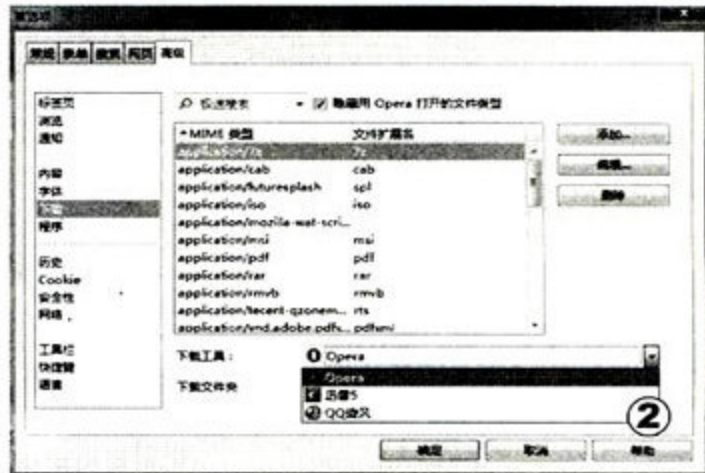 首选项
常规 表单 搜索 网页 高级
标签页
浏览
通知
内容
字体
下载
程序
历史
Cookie
安全性
网络
工具栏
快捷键
语言
极速搜索
隐藏用 Opera 打开的文件类型
MIME 类型 文件扩展名
application/7z 7z
application/cab cab
application/futuresplash spl
application/iso iso
application/mozilla-wat-scri...
application/msi msi
application/pdf pdf
application/rar rar
application/rmvb rmvb
application/tecent-qzonem... rts
application/vnd.adobe.pdfx... pdfxml
添加...
编辑...
删除
下载工具: Opera
Opera
迅雷5
QQ旋风
下载文件夹
②
确定 取消 帮助